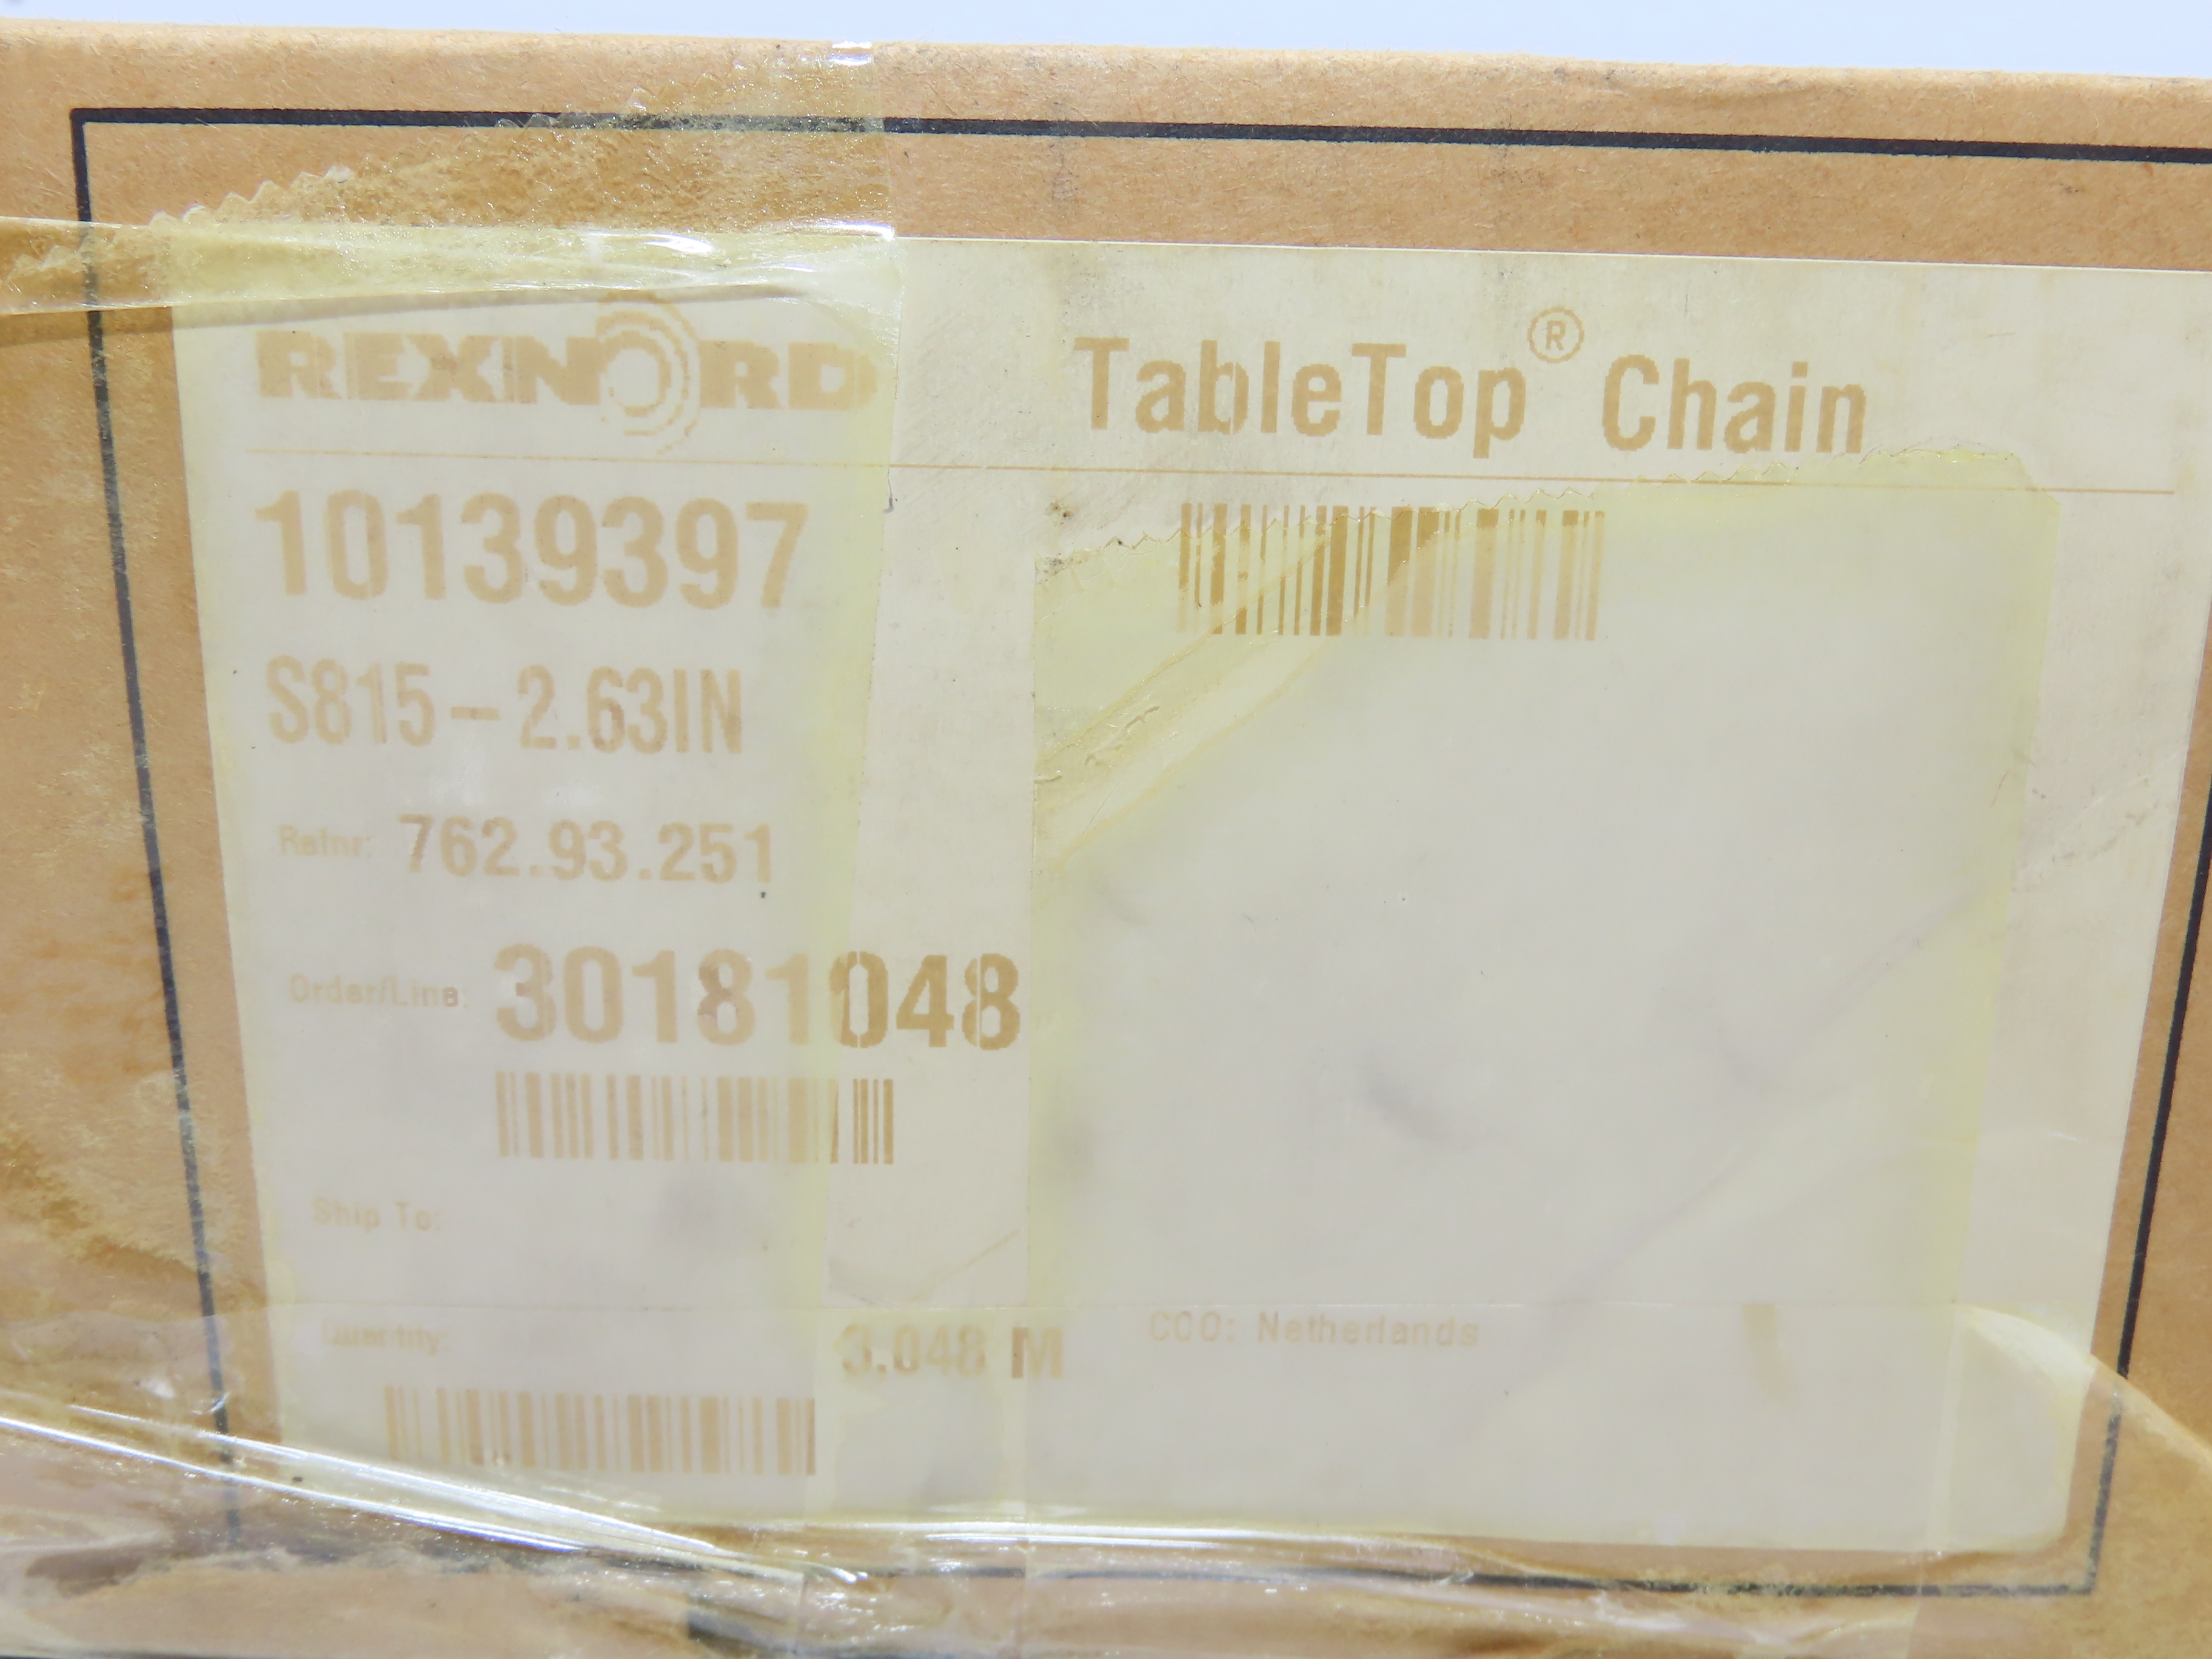 REXNORD TableTop® Chain
10139397
S815-2.63IN
Refnr: 762.93.251
Order/Line: 30181048
Ship To:
Quantity: 3.048 M COO: Netherlands